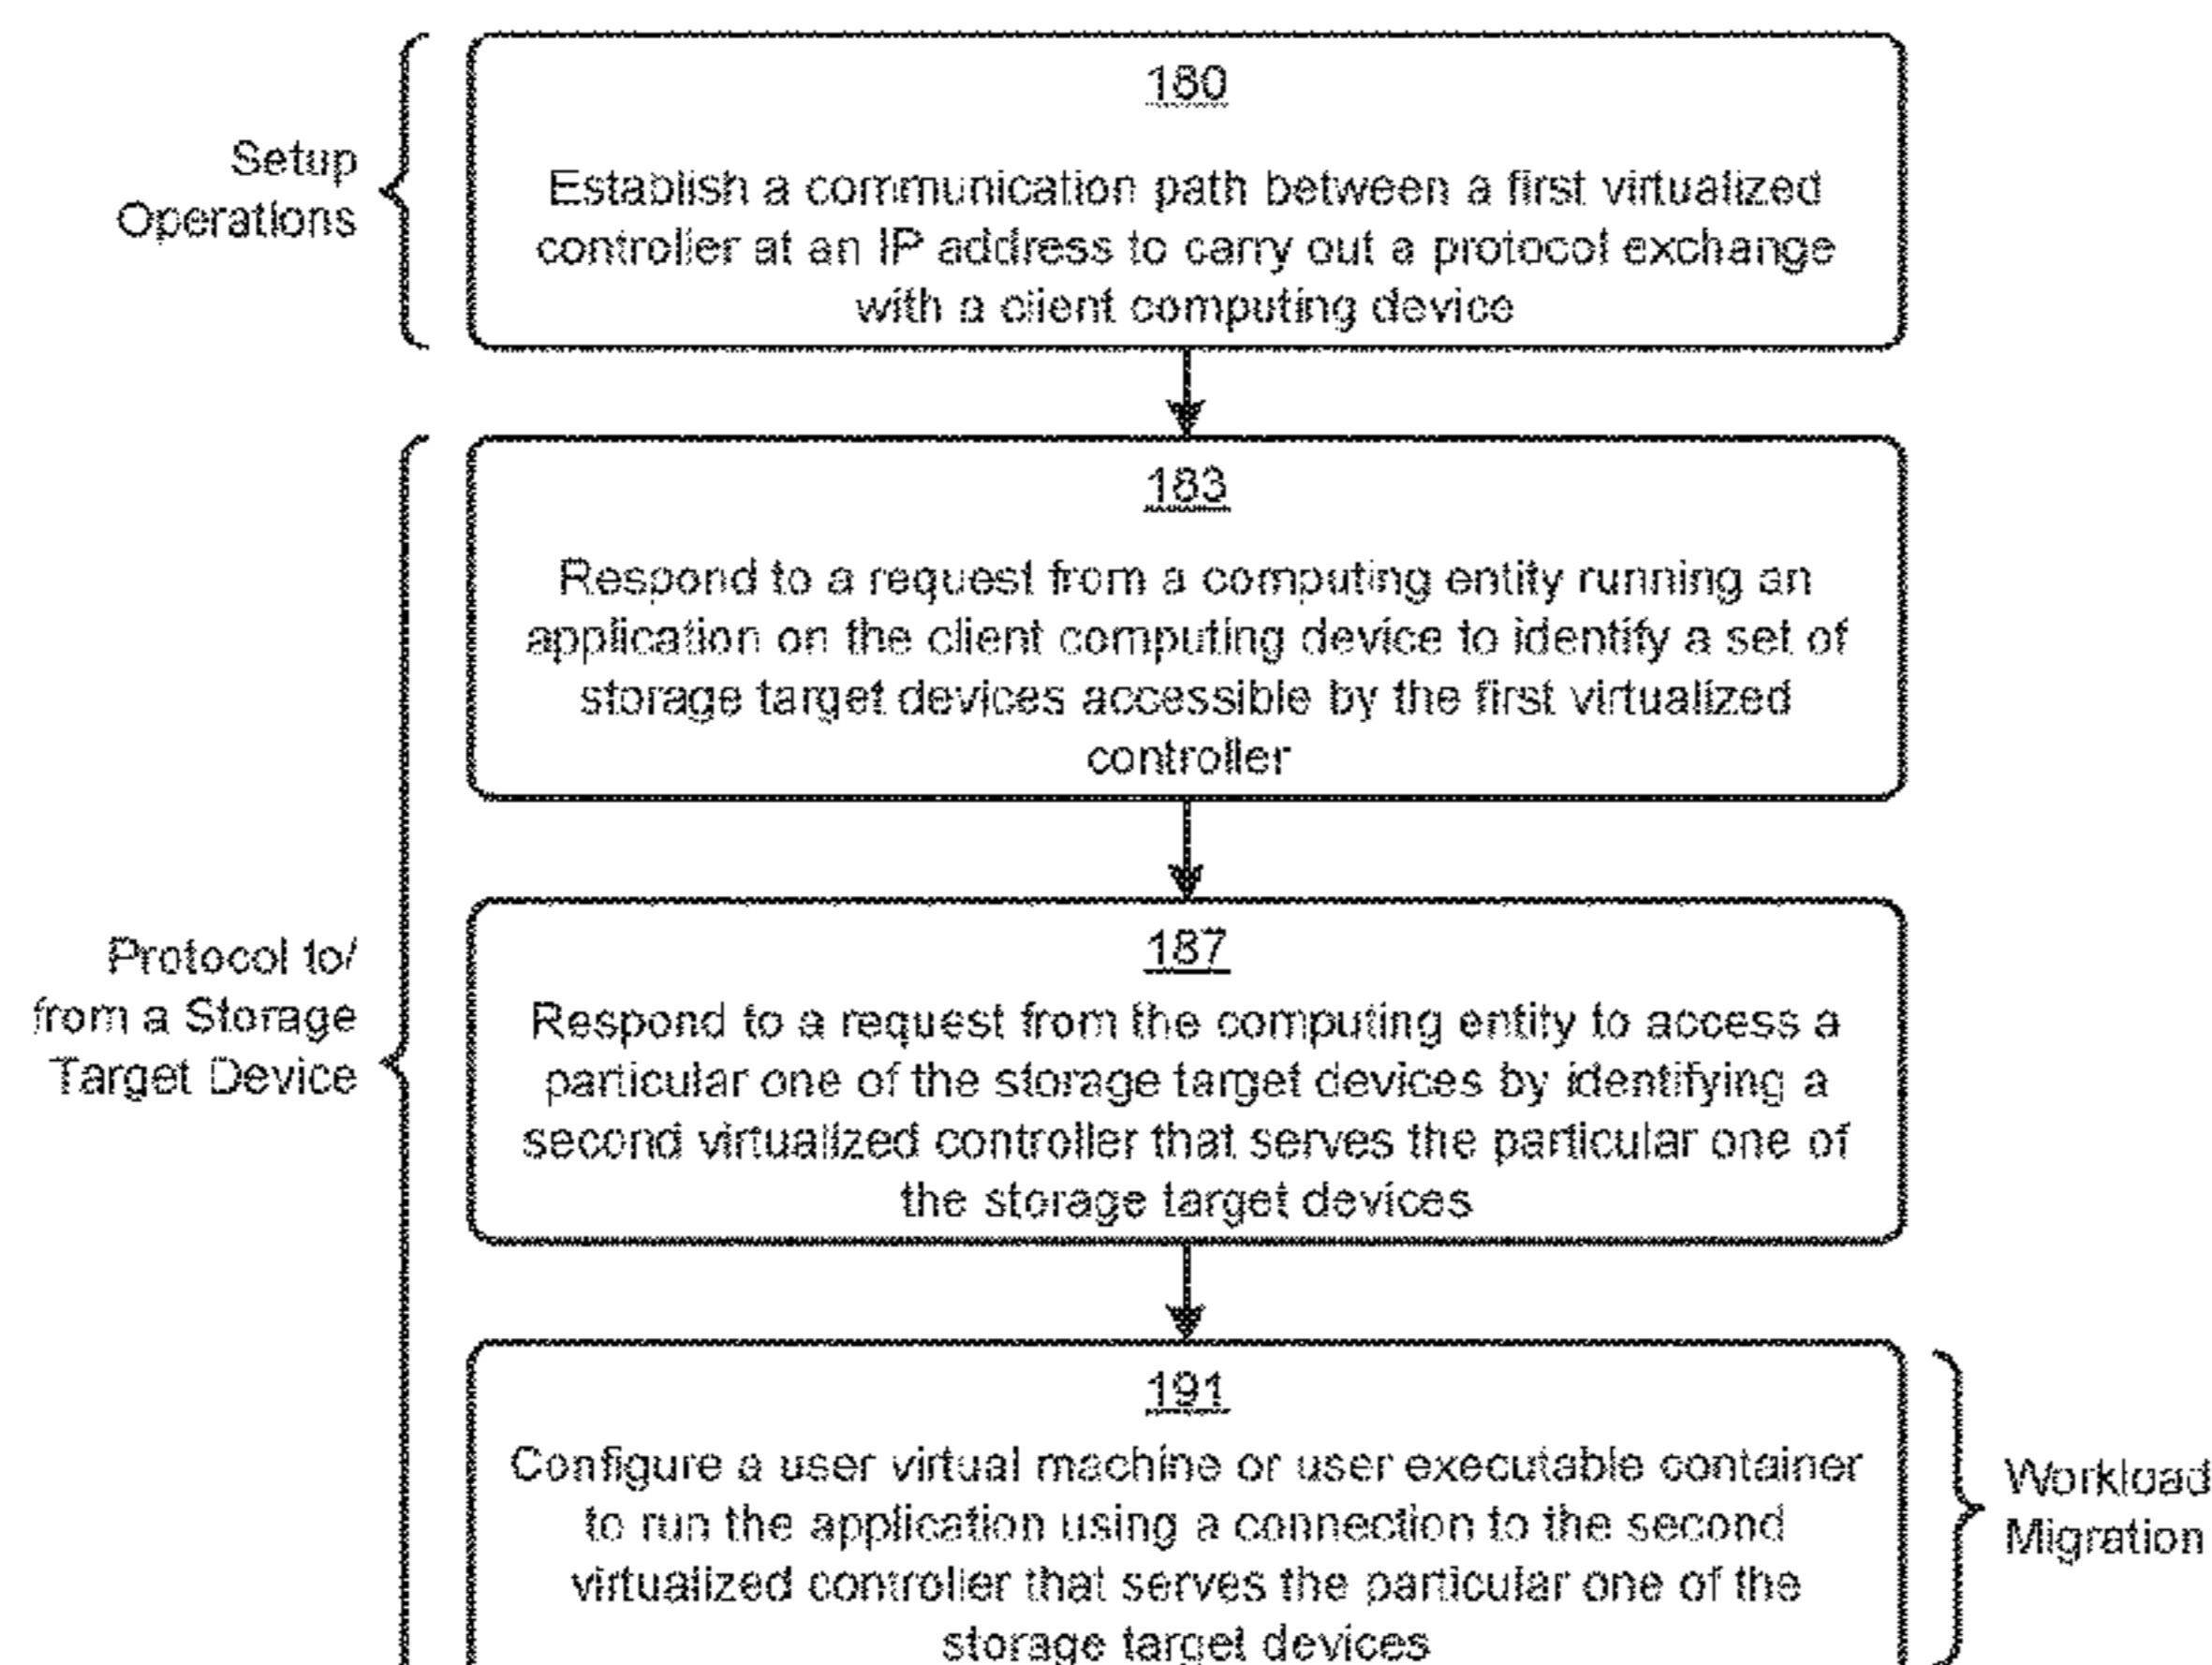 Setup
Operations
180
Establish a communication path between a first virtualized
controller at an IP address to carry out a protocol exchange
with a client computing device
Protocol to/
from a Storage
Target Device
183
Respond to a request from a computing entity running an
application on the client computing device to identify a set of
storage target devices accessible by the first virtualized
controller
187
Respond to a request from the computing entity to access a
particular one of the storage target devices by identifying a
second virtualized controller that serves the particular one of
the storage target devices
191
Configure a user virtual machine or user executable container
to run the application using a connection to the second
virtualized controller that serves the particular one of the
storage target devices
Workload
Migration